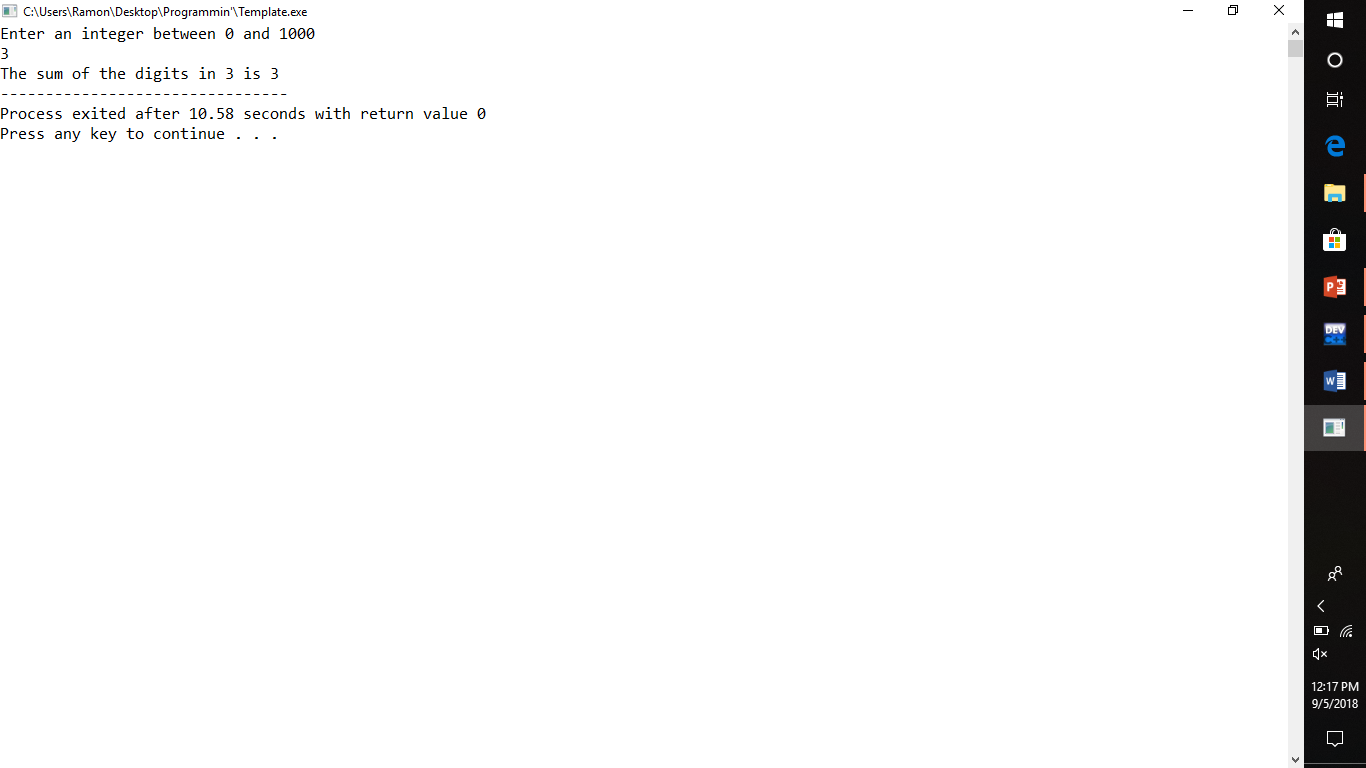 C:\Users\Ramon\Desktop\Programmin'\Template.exe
Enter an integer between 0 and 1000
3
The sum of the digits in 3 is 3
--------------------------------
Process exited after 10.58 seconds with return value 0
Press any key to continue . . .
DEV
12:17 PM
9/5/2018